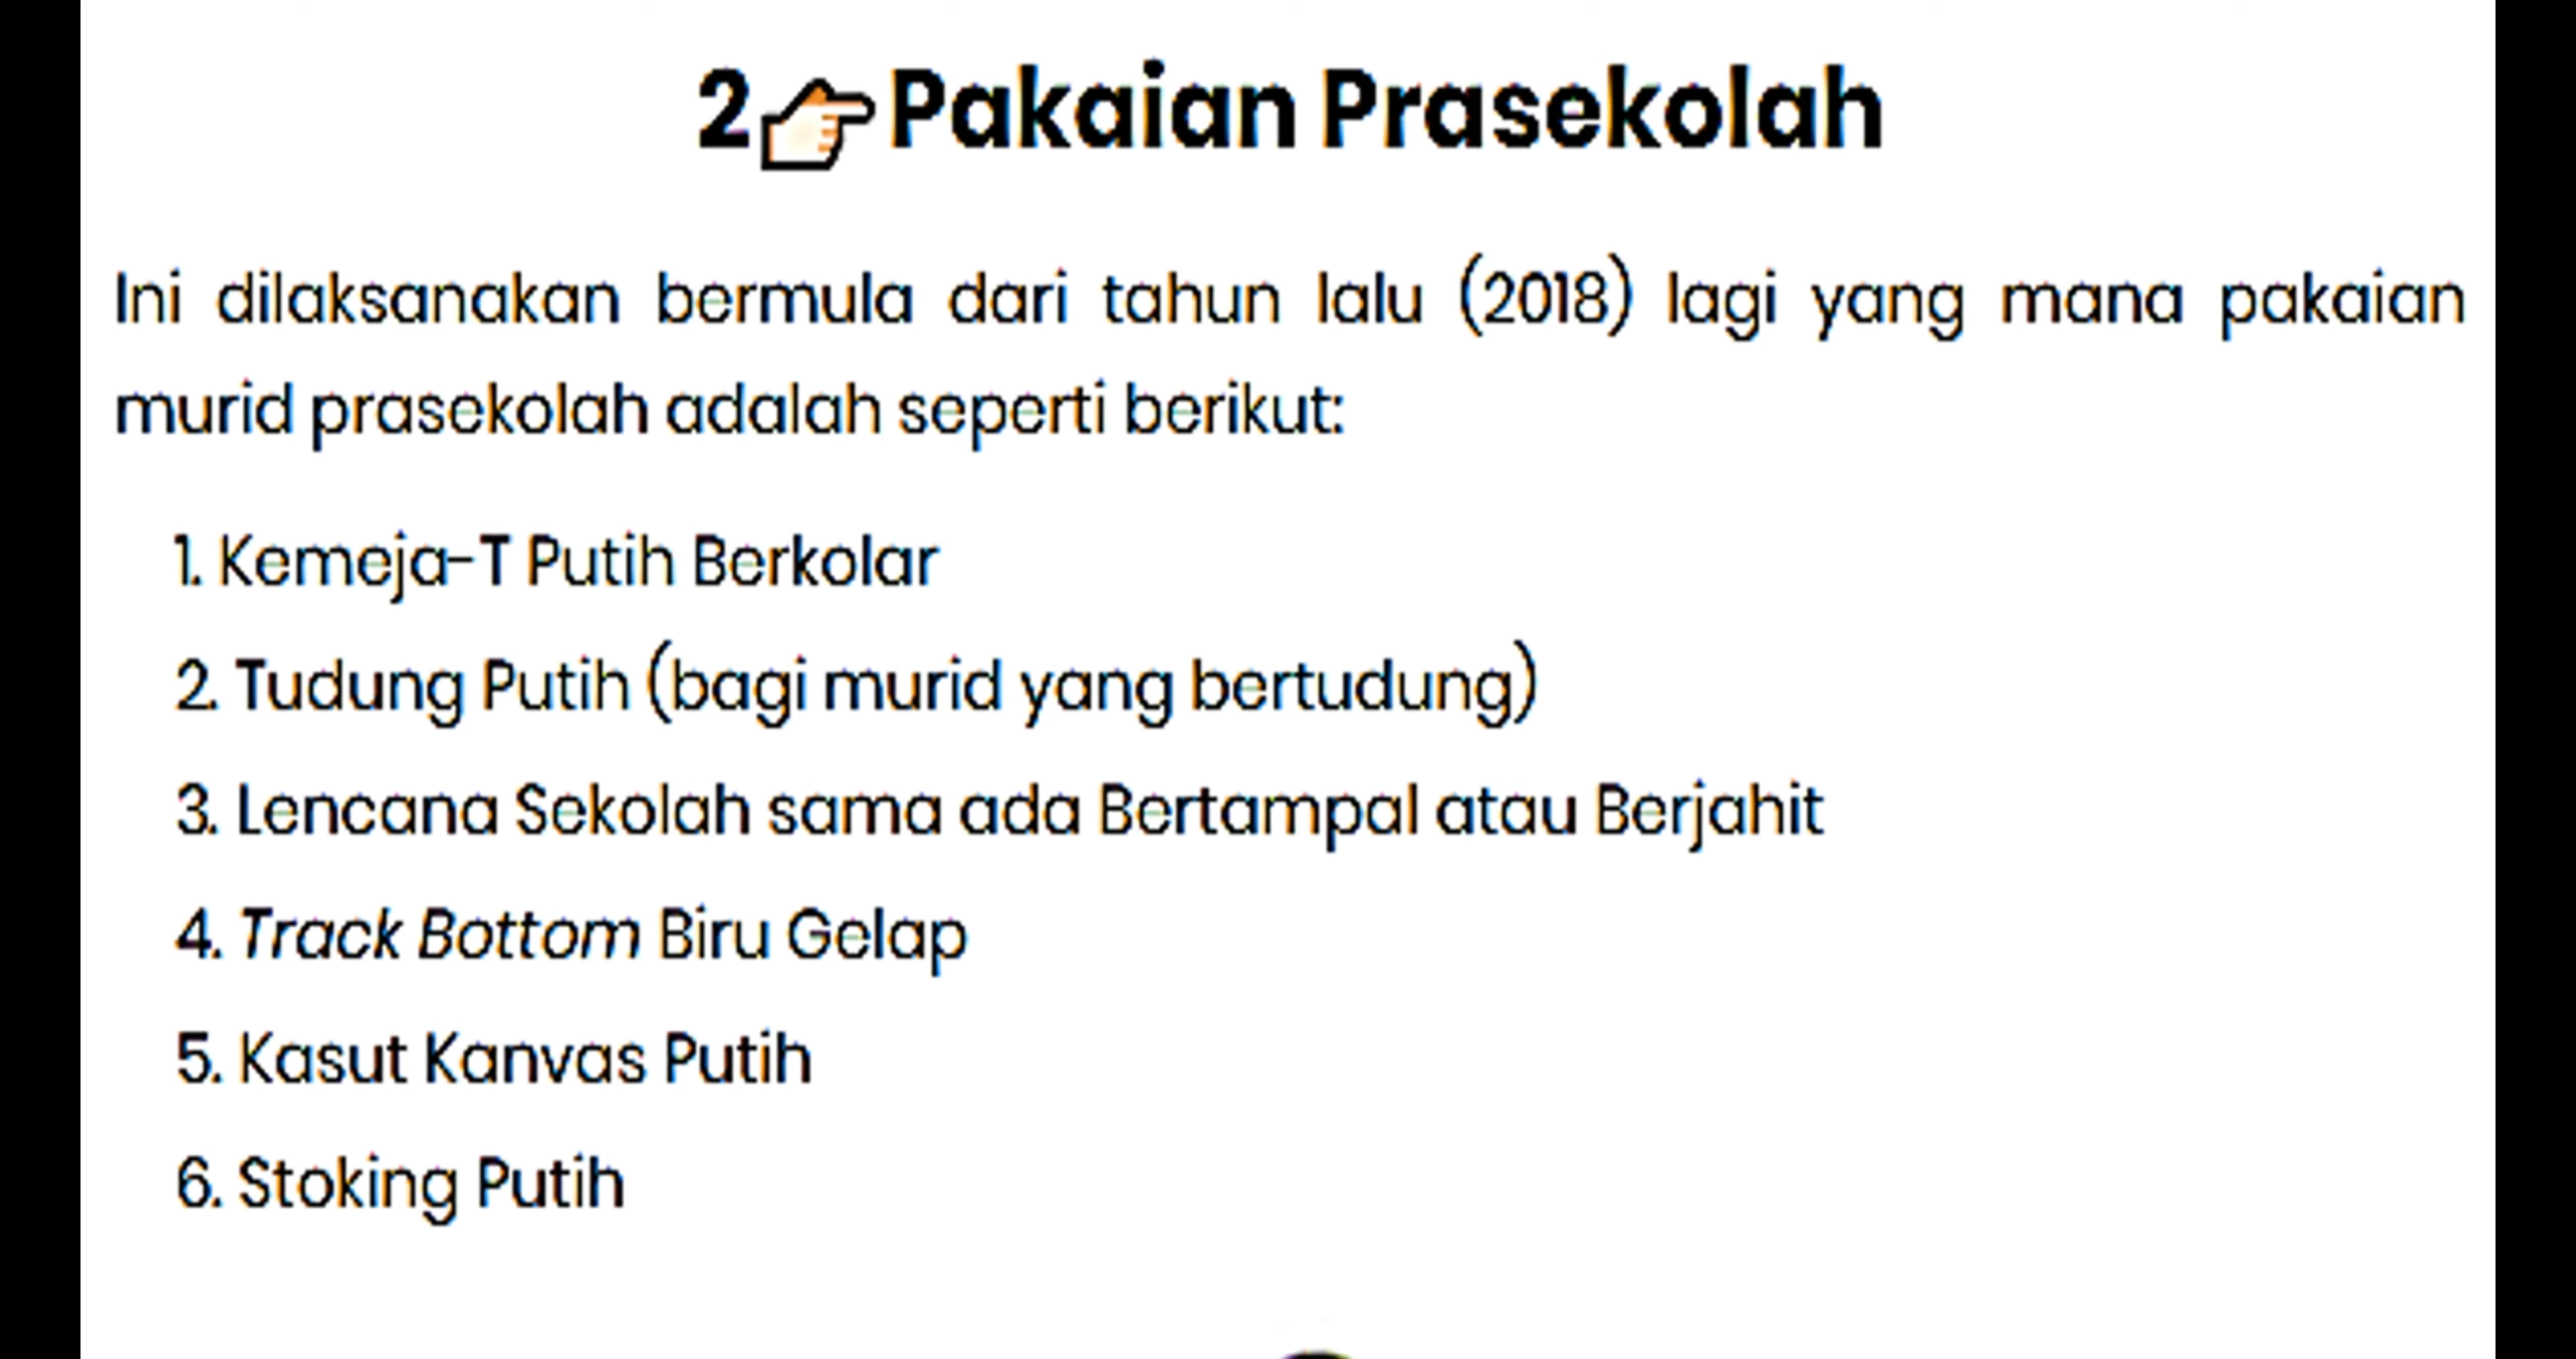 2👉Pakaian Prasekolah
Ini dilaksanakan bermula dari tahun lalu (2018) lagi yang mana pakaian
murid prasekolah adalah seperti berikut:
1. Kemeja-T Putih Berkolar
2. Tudung Putih (bagi murid yang bertudung)
3. Lencana Sekolah sama ada Bertampal atau Berjahit
4. Track Bottom Biru Gelap
5. Kasut Kanvas Putih
6. Stoking Putih